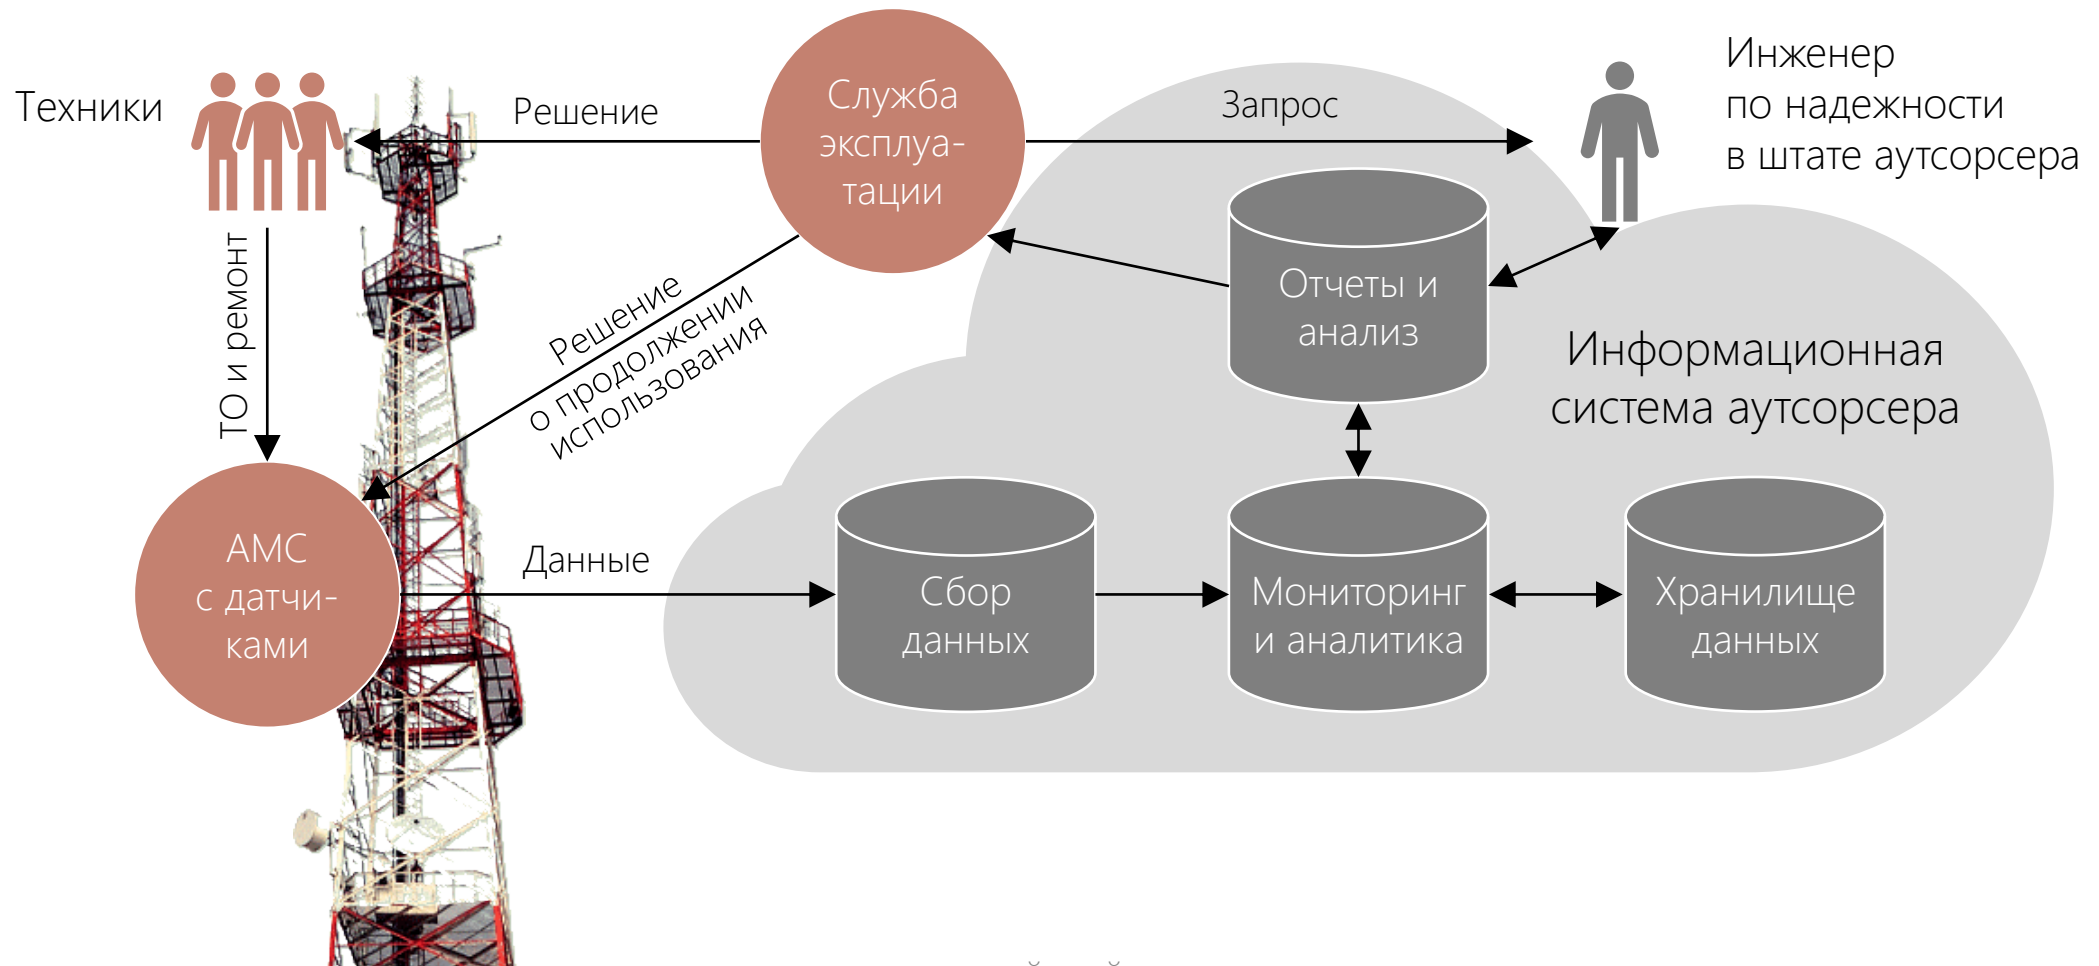 Техники
Решение
Служба
эксплуа-
тации
Запрос
Инженер
по надежности
в штате аутсорсера
ТО и ремонт
Решение
о продолжении
использования
Отчеты и
анализ
Информационная
система аутсорсера
АМС
с датчи-
ками
Данные
Сбор
данных
Мониторинг
и аналитика
Хранилище
данных